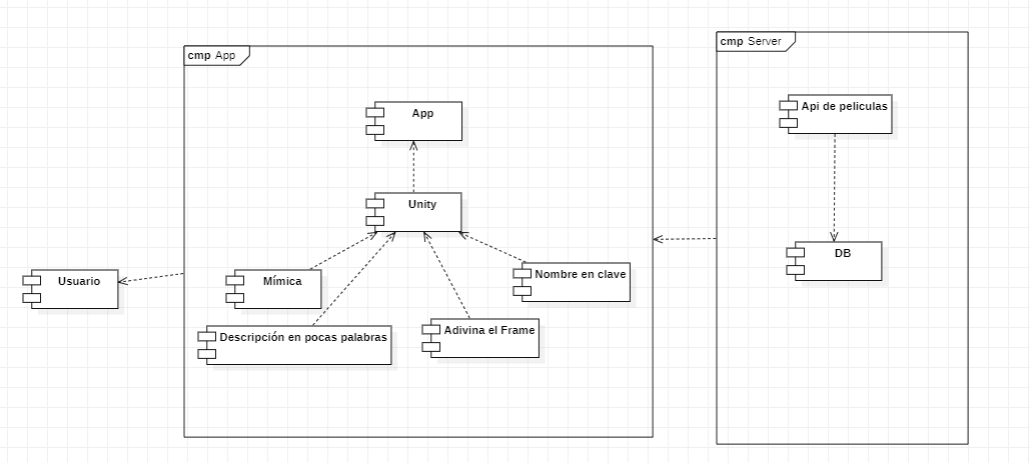 cmp App
cmp Server
App
Api de peliculas
Unity
DB
Usuario
Mímica
Nombre en clave
Descripción en pocas palabras
Adivina el Frame